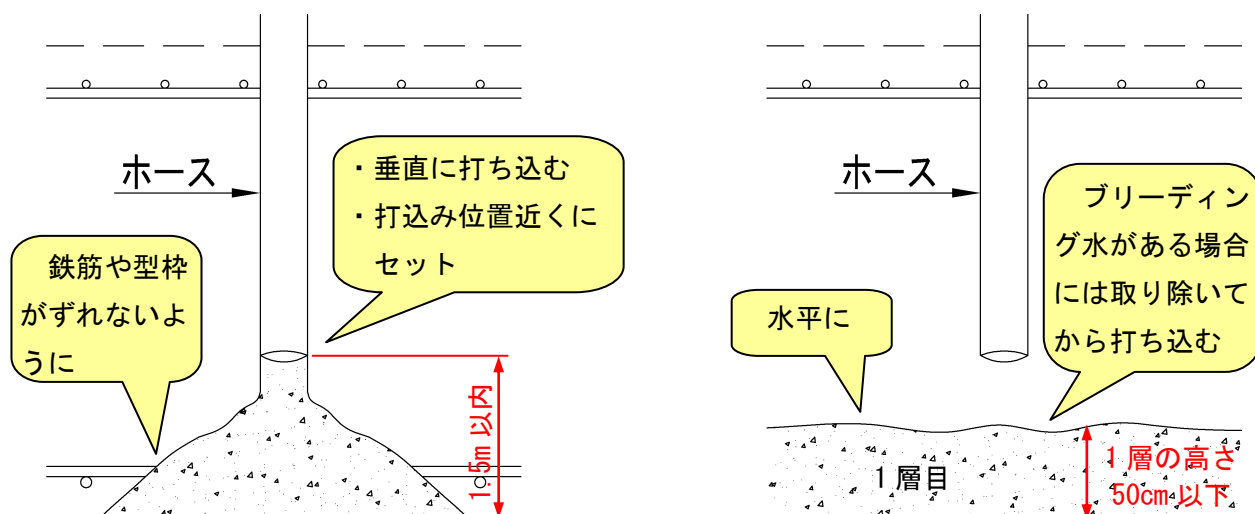 ホース
・垂直に打ち込む
・打込み位置近くに
セット
鉄筋や型枠
がずれないよ
うに
1.5m 以内
ホース
ブリーディン
グ水がある場合
には取り除いて
から打ち込む
水平に
1層目
1層の高さ
50cm 以下